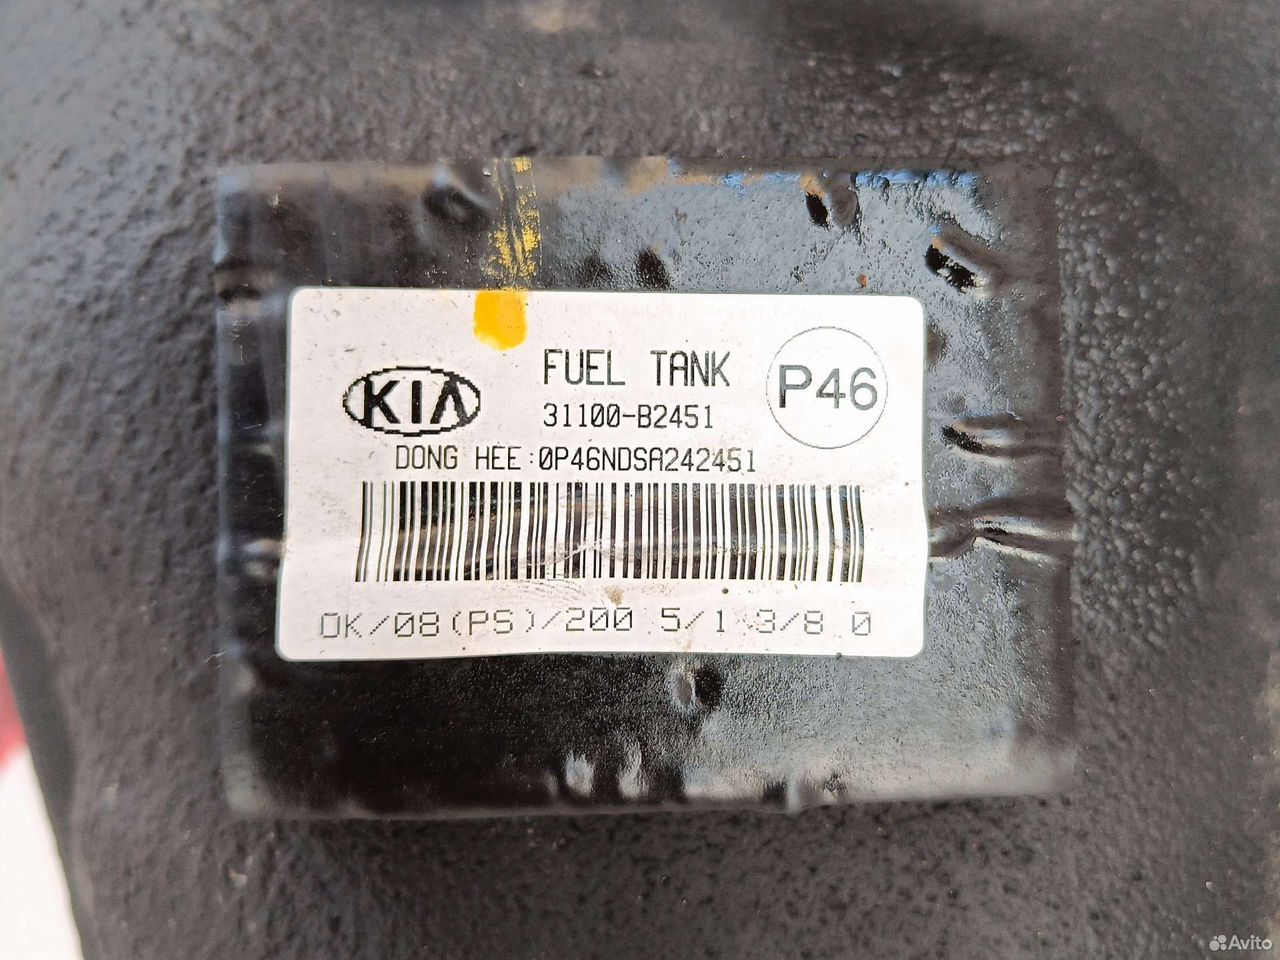 KIA
FUEL TANK
31100-B2451
P46
DONG HEE:0P46NDSA242451
OK/08(PS)/200 5/1 3/8 0
Avito